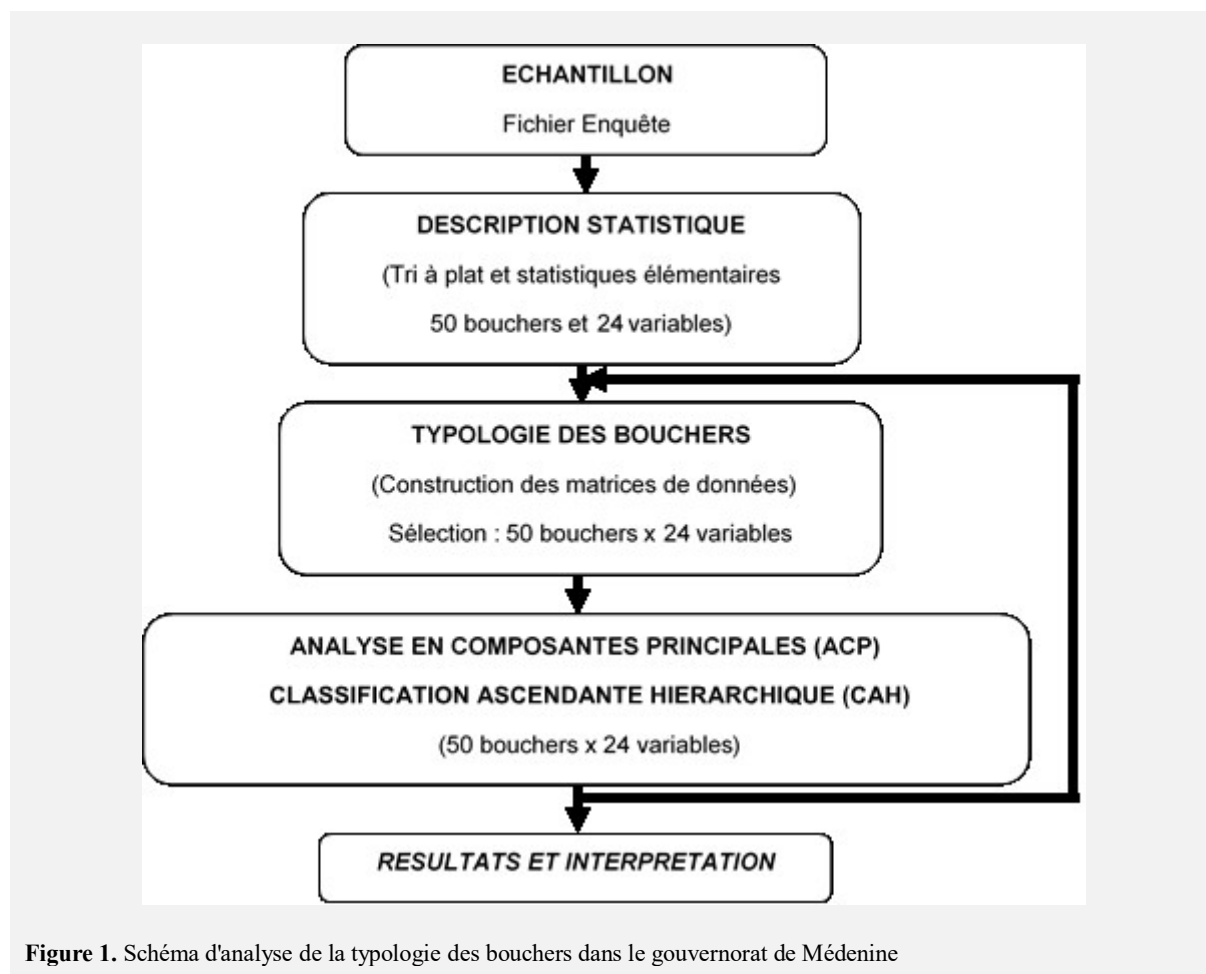 ECHANTILLON
Fichier Enquête
DESCRIPTION STATISTIQUE
(Tri à plat et statistiques élémentaires
50 bouchers et 24 variables)
TYPOLOGIE DES BOUCHERS
(Construction des matrices de données)
Sélection : 50 bouchers x 24 variables
ANALYSE EN COMPOSANTES PRINCIPALES (ACP)
CLASSIFICATION ASCENDANTE HIERARCHIQUE (CAH)
(50 bouchers x 24 variables)
RESULTATS ET INTERPRETATION
Figure 1. Schéma d'analyse de la typologie des bouchers dans le gouvernorat de Médenine